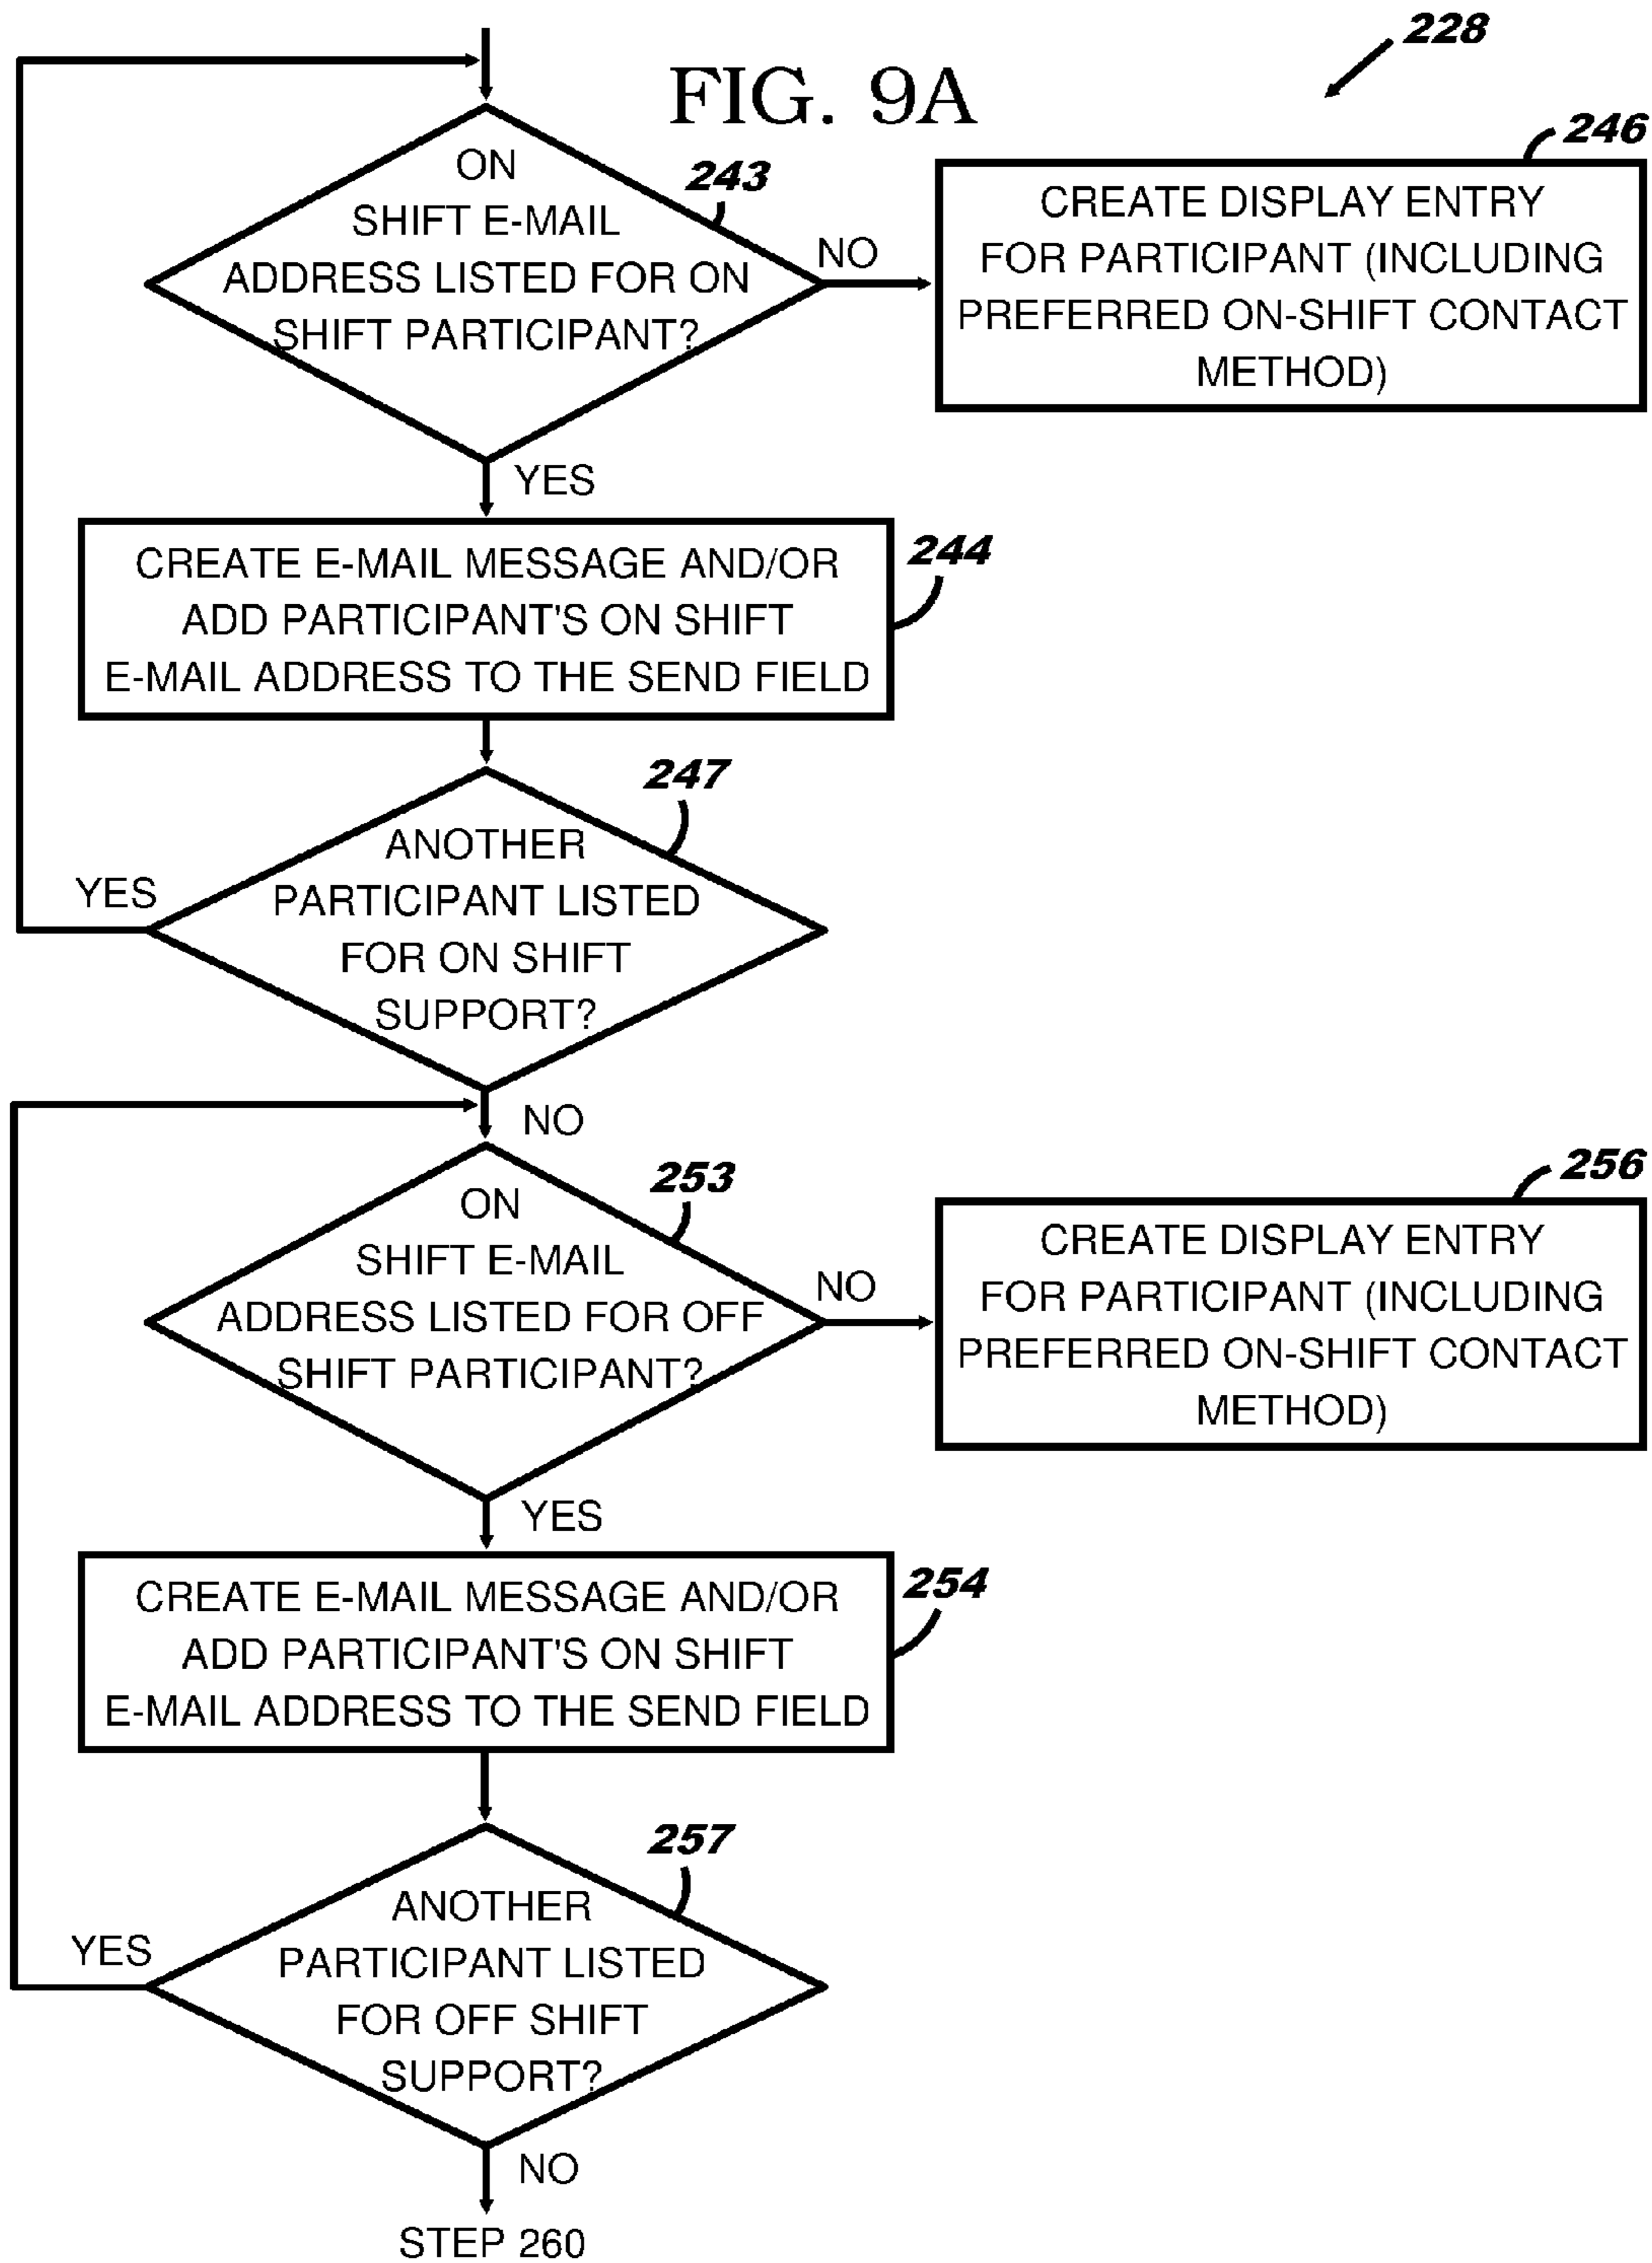 228
FIG. 9A
246
243
ON
SHIFT E-MAIL
ADDRESS LISTED FOR ON
SHIFT PARTICIPANT?
NO
CREATE DISPLAY ENTRY
FOR PARTICIPANT (INCLUDING
PREFERRED ON-SHIFT CONTACT
METHOD)
YES
CREATE E-MAIL MESSAGE AND/OR
ADD PARTICIPANT'S ON SHIFT
E-MAIL ADDRESS TO THE SEND FIELD
244
247
ANOTHER
PARTICIPANT LISTED
FOR ON SHIFT
SUPPORT?
YES
NO
253
256
ON
SHIFT E-MAIL
ADDRESS LISTED FOR OFF
SHIFT PARTICIPANT?
NO
CREATE DISPLAY ENTRY
FOR PARTICIPANT (INCLUDING
PREFERRED ON-SHIFT CONTACT
METHOD)
YES
CREATE E-MAIL MESSAGE AND/OR
ADD PARTICIPANT'S ON SHIFT
E-MAIL ADDRESS TO THE SEND FIELD
254
257
ANOTHER
PARTICIPANT LISTED
FOR OFF SHIFT
SUPPORT?
YES
NO
STEP 260